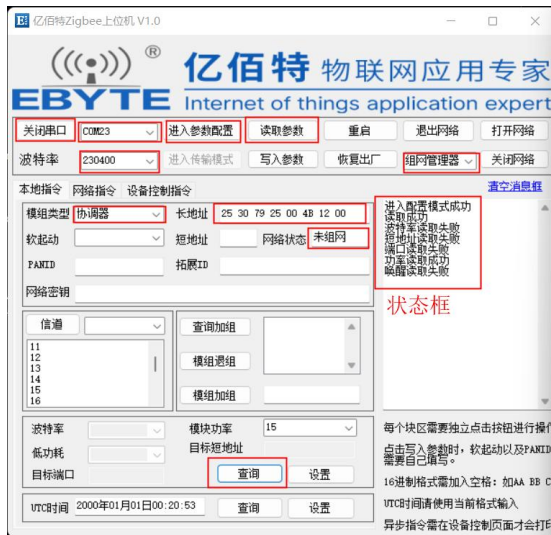 亿佰特Zigbee上位机 V1.0
EBYTE ®
亿佰特 物联网应用专家
Internet of things application expert
关闭串口 COM23 进入参数配置 读取参数 重启 退出网络 打开网络
波特率 230400 进入传输模式 写入参数 恢复出厂 组网管理器 关闭网络
本地指令 网络指令 设备控制指令 清空消息框
模组类型 协调器 长地址 25 30 79 25 00 4B 12 00
软起动 短地址 网络状态 未组网
PANID 拓展ID
网络密钥
进入配置模式成功
读取成功
波特率读取失败
短地址读取失败
端口读取失败
功率读取成功
唤醒读取失败
状态框
信道 查询加组
11
12
13
14
15
16
模组退组
模组加组
波特率 模块功率 15
低功耗 目标短地址
目标端口 查询 设置
UTC时间 2000年01月01日00:20:53 查询 设置
每个块区需要独立点击按钮进行操
点击写入参数时，软起动以及PANID
需要自己填写。
16进制格式需加入空格：如AA BB C
UTC时间请使用当前格式输入
异步指令需在设备控制页面才会打